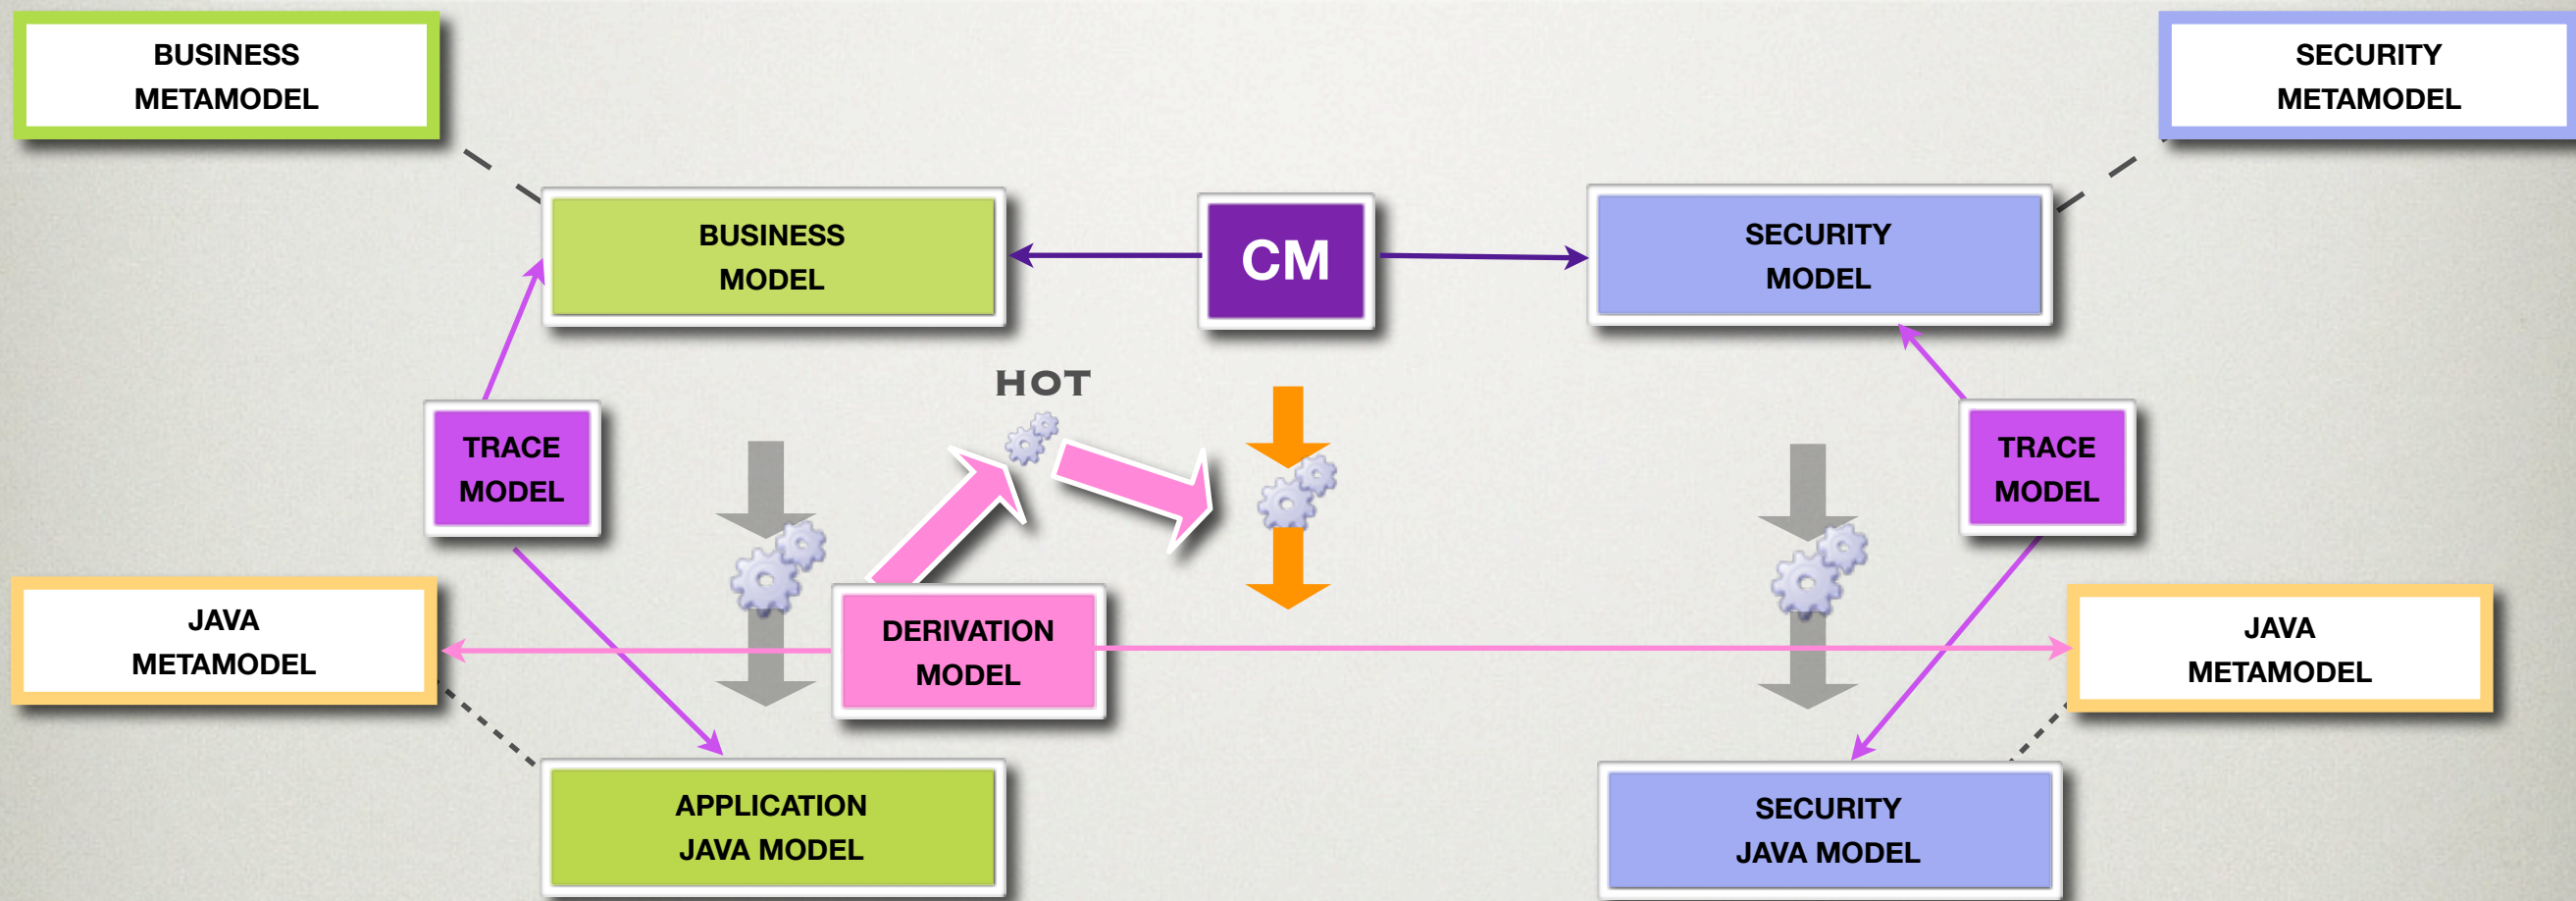 BUSINESS
METAMODEL
SECURITY
METAMODEL
BUSINESS
MODEL
CM
SECURITY
MODEL
HOT
TRACE
MODEL
TRACE
MODEL
JAVA
METAMODEL
DERIVATION
MODEL
JAVA
METAMODEL
APPLICATION
JAVA MODEL
SECURITY
JAVA MODEL